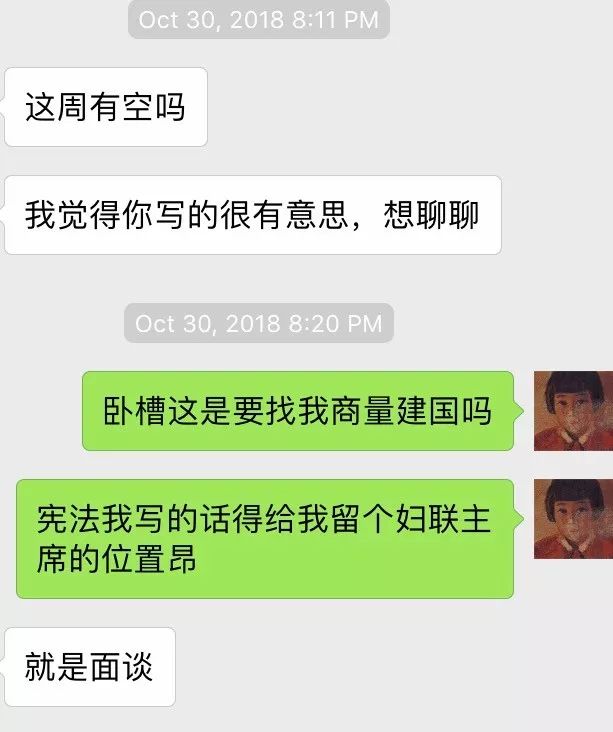 Oct 30, 2018 8:11 PM
这周有空吗
我觉得你写的很有意思，想聊聊
Oct 30, 2018 8:20 PM
卧槽这是要找我商量建国吗
宪法我写的话得给我留个妇联主
席的位置昂
就是面谈